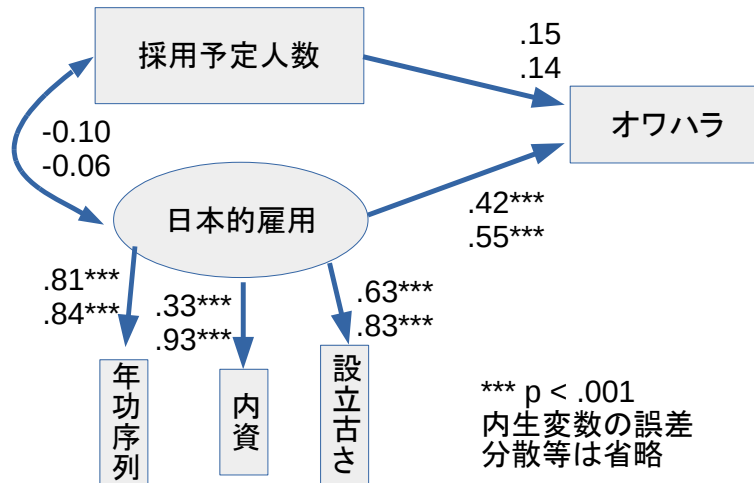 採用予定人数
.15
.14
オワハラ
-0.10
-0.06
日本的雇用
.42***
.55***
.81***
.84***
.33***
.93***
.63***
.83***
年功序列
内資
設立古さ
*** p < .001
内生変数の誤差
分散等は省略